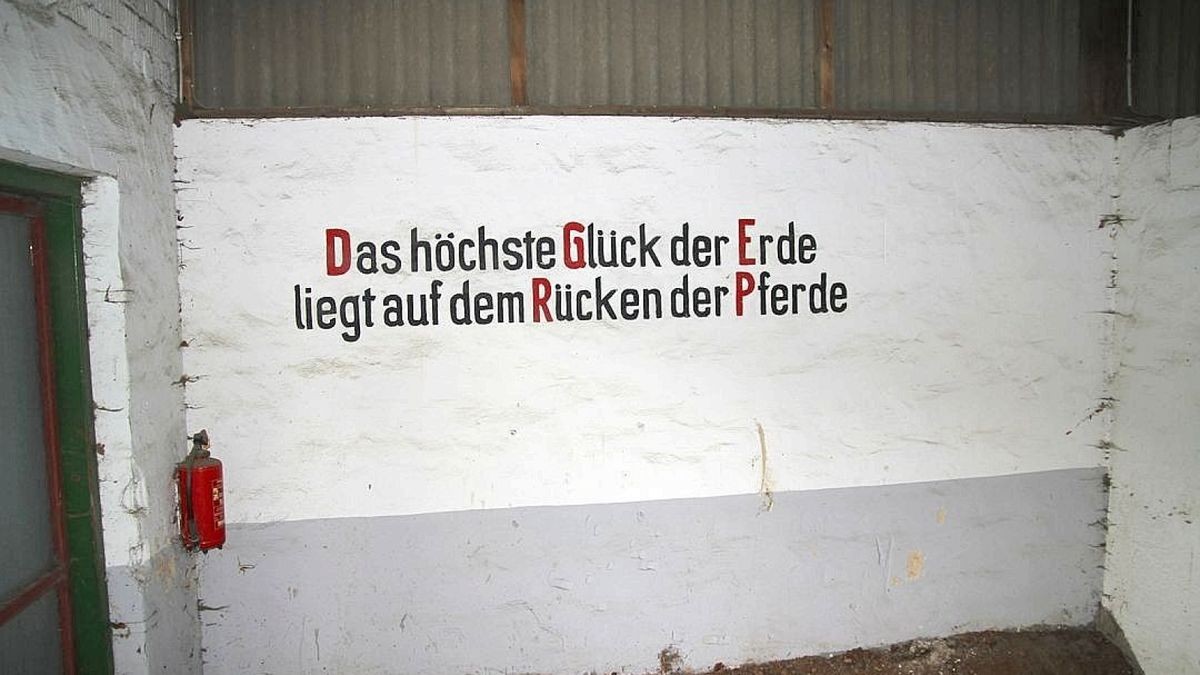 Das höchste Glück der Erde
liegt auf dem Rücken der Pferde